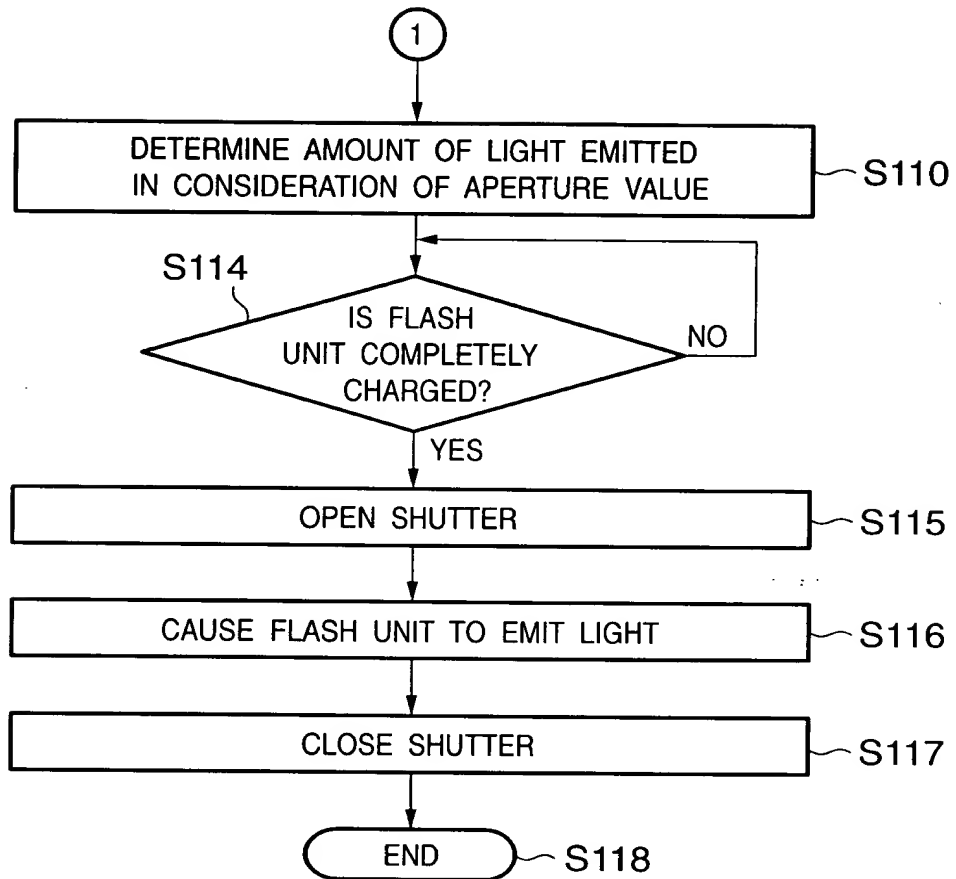 1
DETERMINE AMOUNT OF LIGHT EMITTED
IN CONSIDERATION OF APERTURE VALUE
S110
S114
IS FLASH
UNIT COMPLETELY
CHARGED?
NO
YES
OPEN SHUTTER
S115
CAUSE FLASH UNIT TO EMIT LIGHT
S116
CLOSE SHUTTER
S117
END
S118